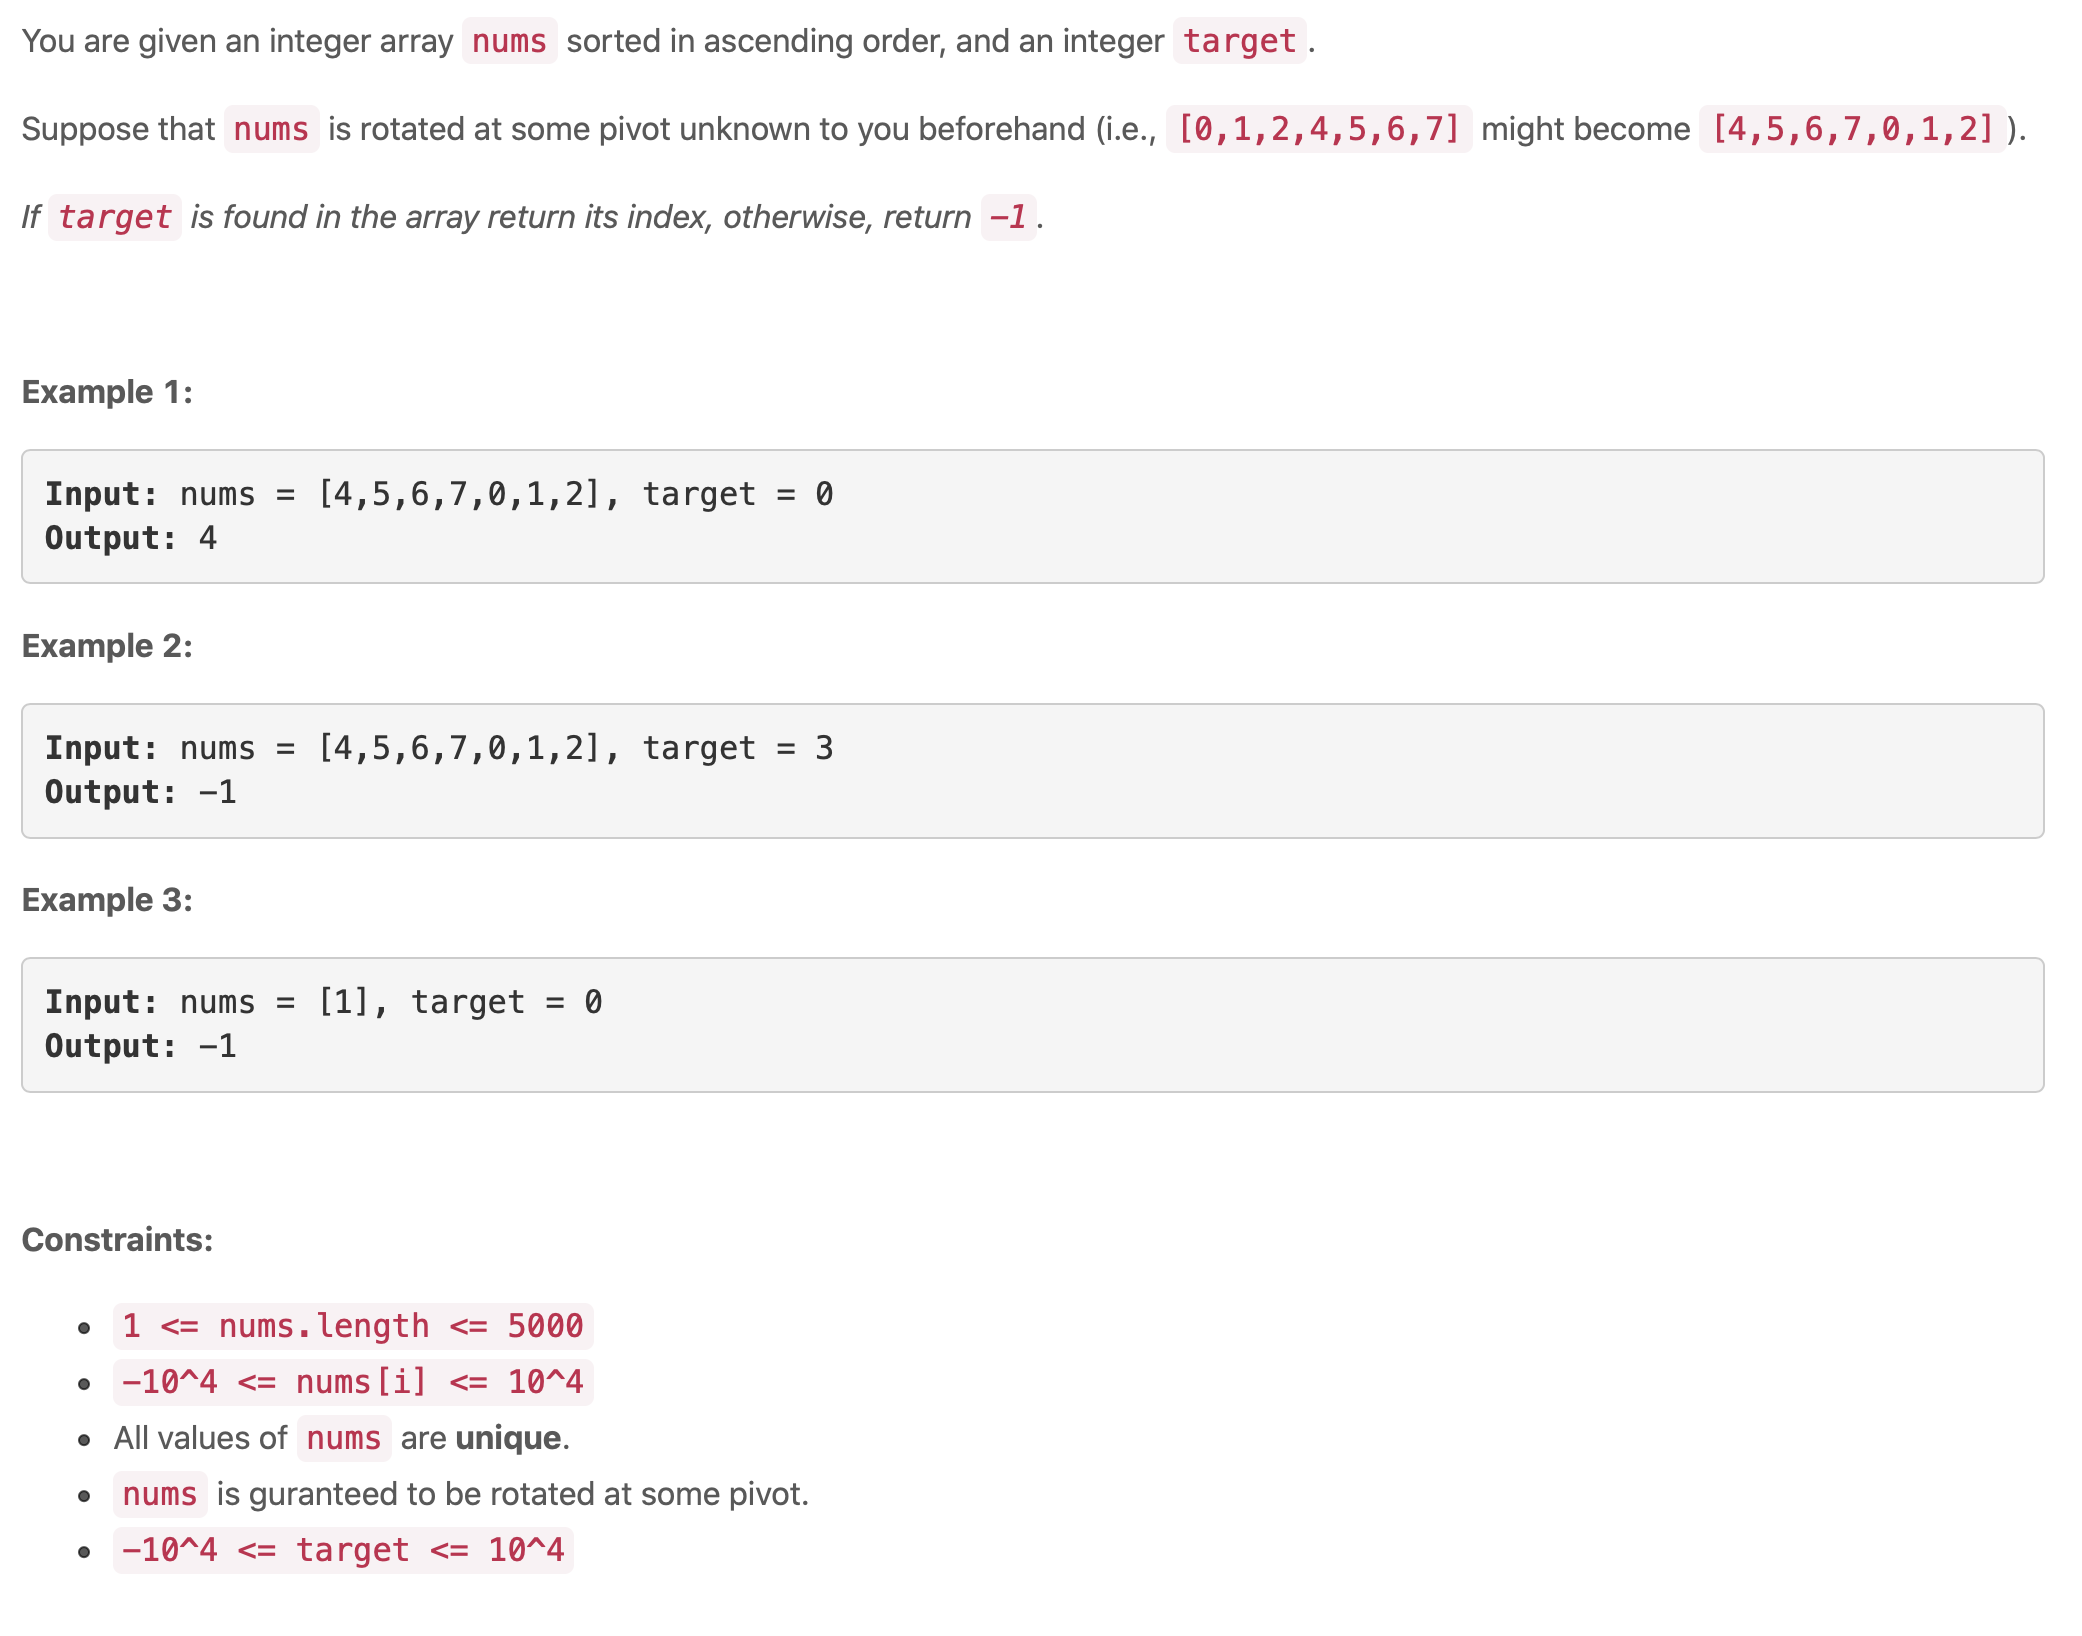 You are given an integer array nums sorted in ascending order, and an integer target.
Suppose that nums is rotated at some pivot unknown to you beforehand (i.e., [0,1,2,4,5,6,7] might become [4,5,6,7,0,1,2]).
If target is found in the array return its index, otherwise, return -1.
Example 1:
Input: nums = [4,5,6,7,0,1,2], target = 0
Output: 4
Example 2:
Input: nums = [4,5,6,7,0,1,2], target = 3
Output: -1
Example 3:
Input: nums = [1], target = 0
Output: -1
Constraints:
1 <= nums.length <= 5000
-10^4 <= nums[i] <= 10^4
All values of nums are unique.
nums is guranteed to be rotated at some pivot.
-10^4 <= target <= 10^4